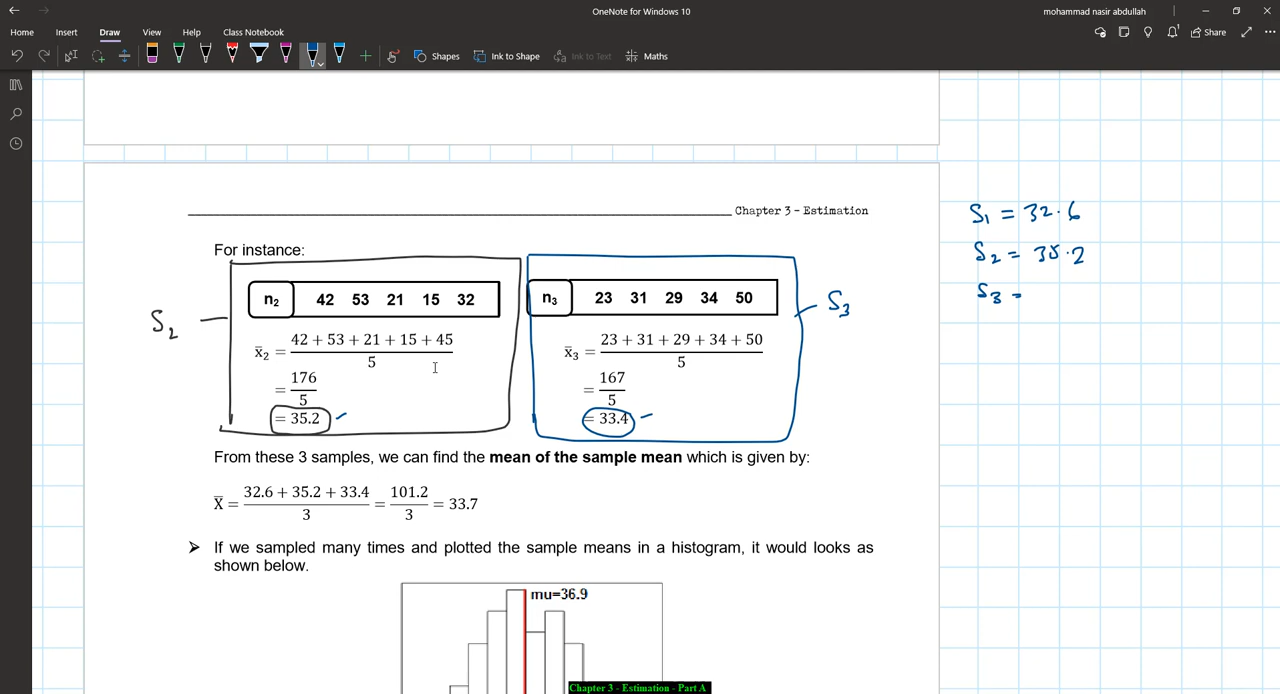 OneNote for Windows 10
mohammad nasir abdullah
Home Insert Draw View Help Class Notebook
Share
Shapes Ink to Shape Ink to Text Maths
Chapter 3 – Estimation
For instance:
n2 42 53 21 15 32
n3 23 31 29 34 50
S2
S3
x̄2 = (42 + 53 + 21 + 15 + 45)/5
= 176/5
= 35.2
x̄3 = (23 + 31 + 29 + 34 + 50)/5
= 167/5
= 33.4
From these 3 samples, we can find the mean of the sample mean which is given by:
X̄ = (32.6 + 35.2 + 33.4)/3 = 101.2/3 = 33.7
➢ If we sampled many times and plotted the sample means in a histogram, it would looks as
shown below.
mu=36.9
Chapter 3 - Estimation - Part A
S1 = 32.6
S2 = 35.2
S3 =